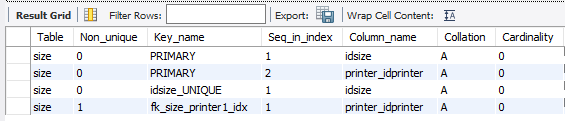 Result Grid Filter Rows: Export: Wrap Cell Content: IA
Table Non_unique Key_name Seq_in_index Column_name Collation Cardinality
size 0 PRIMARY 1 idsize A 0
size 0 PRIMARY 2 printer_idprinter A 0
size 0 idsize_UNIQUE 1 idsize A 0
size 1 fk_size_printer1_idx 1 printer_idprinter A 0